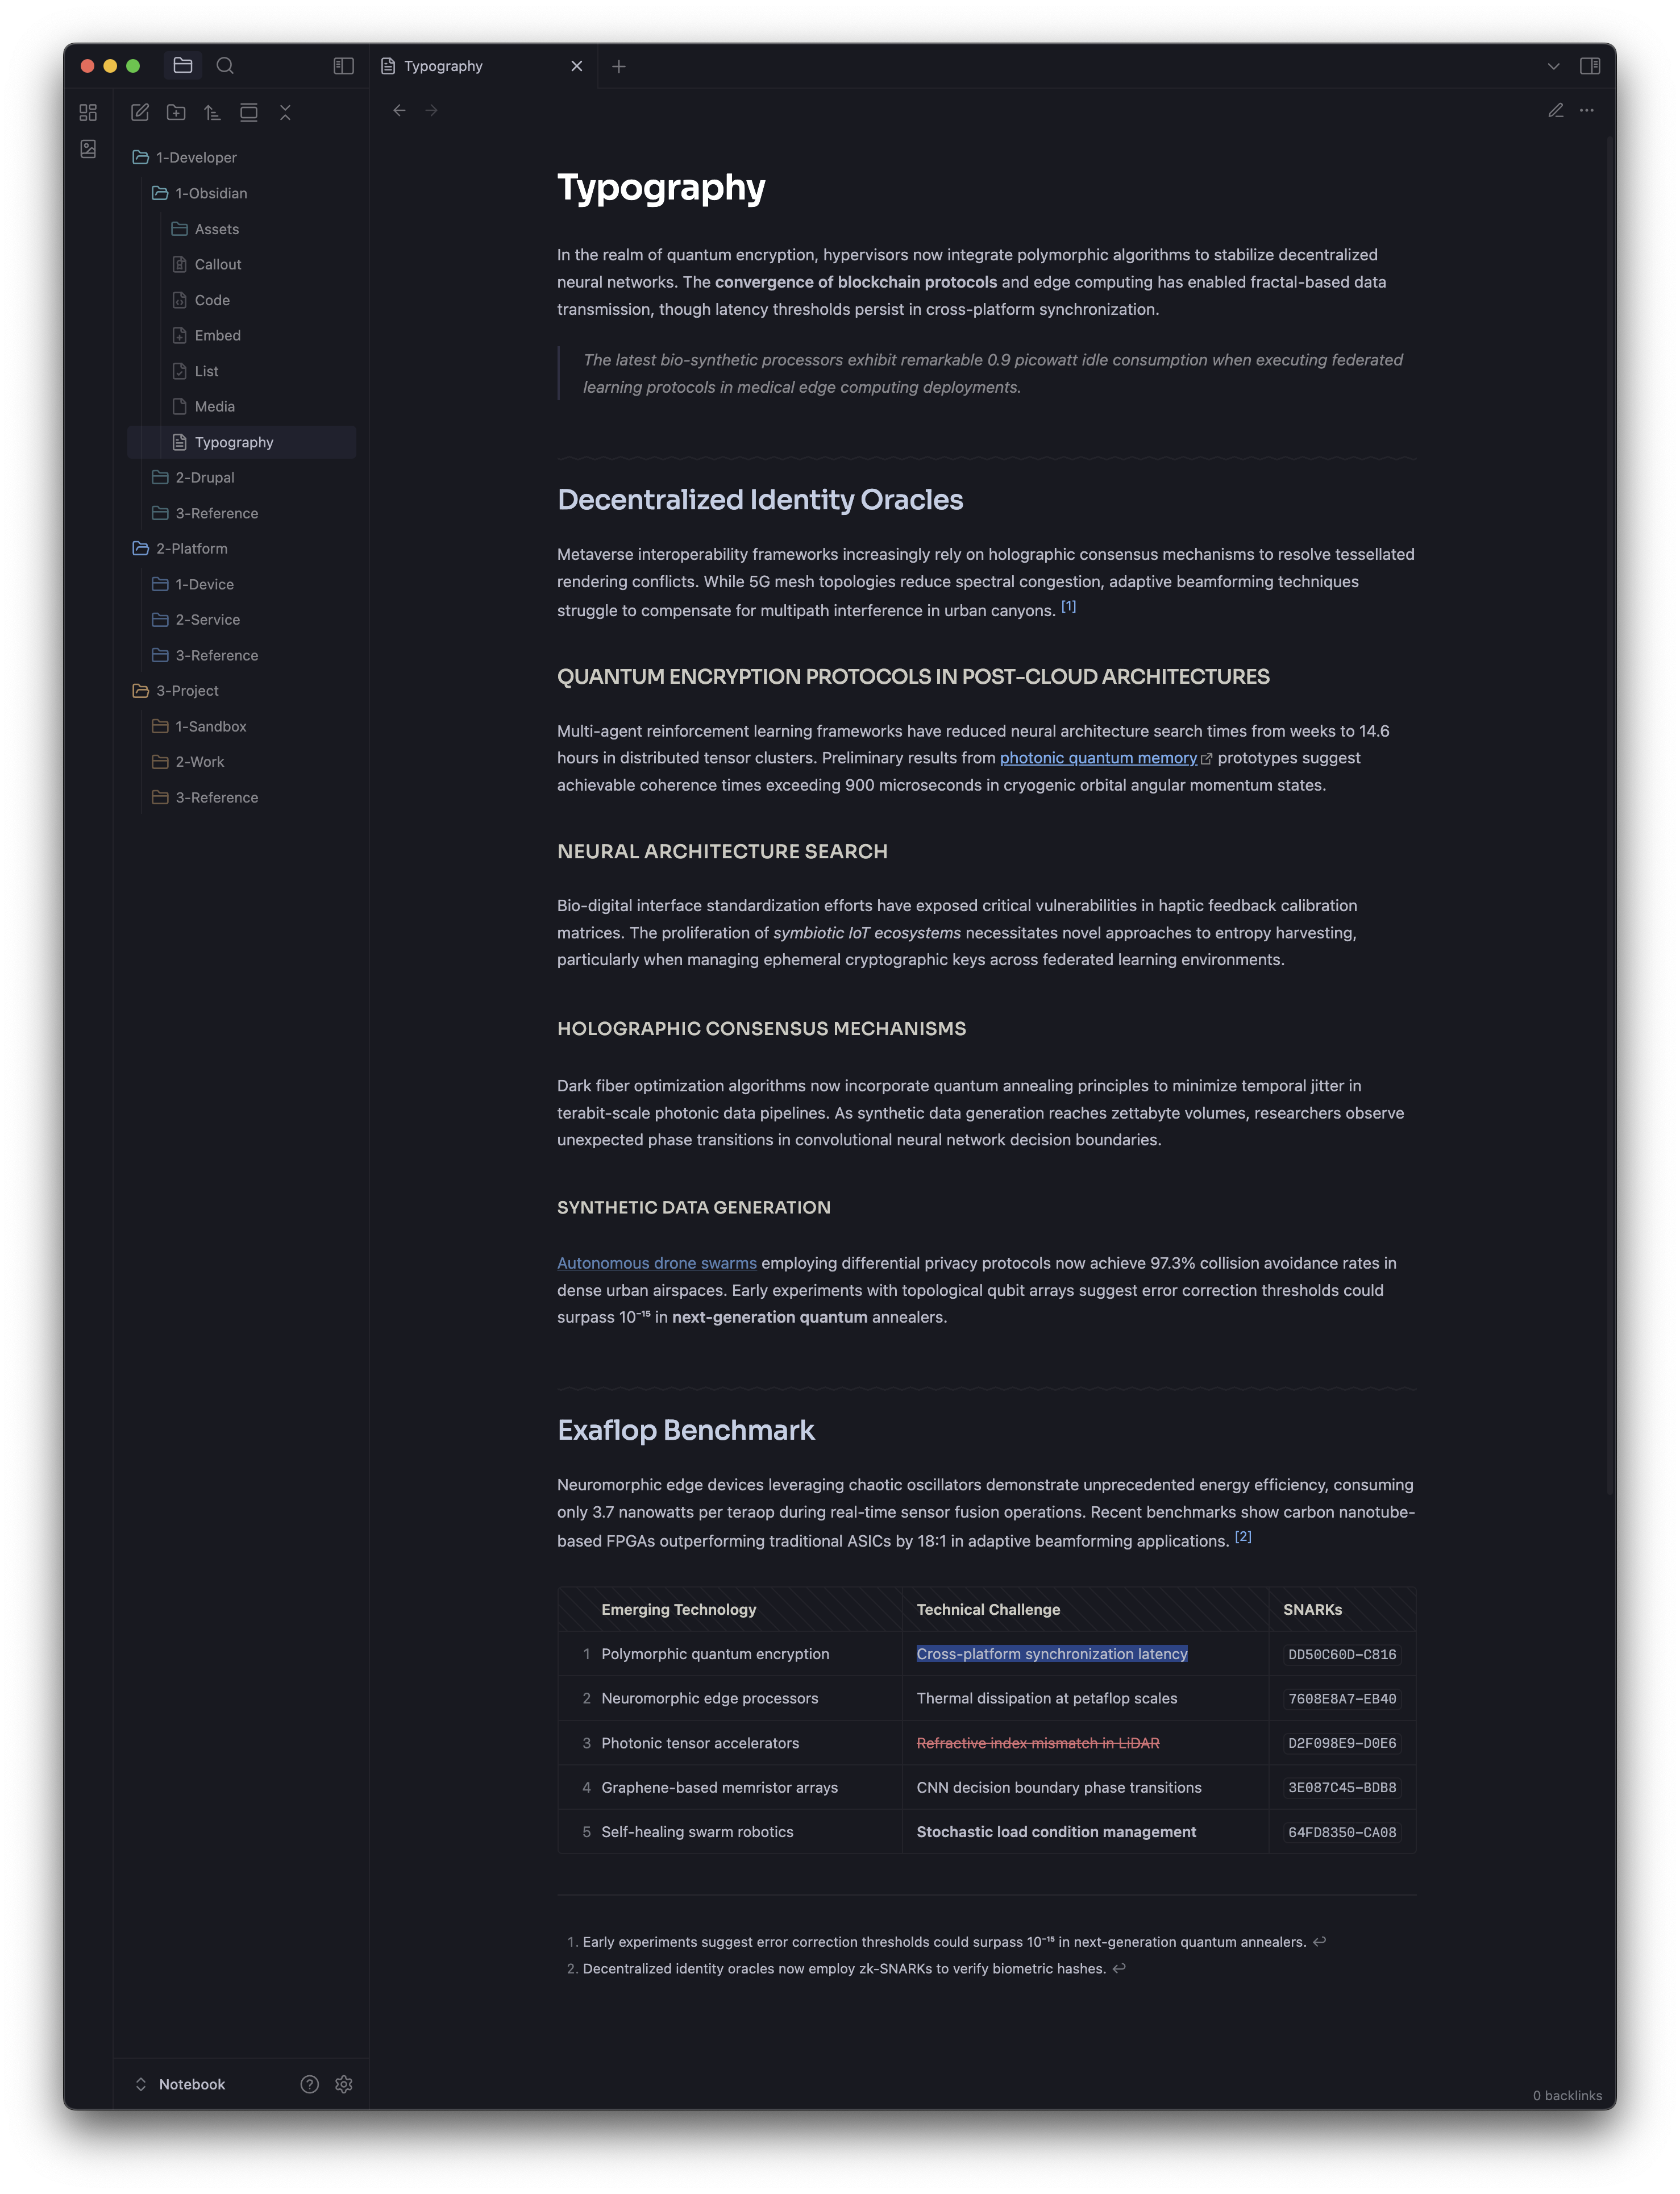 Typography
1-Developer
1-Obsidian
Assets
Callout
Code
Embed
List
Media
Typography
2-Drupal
3-Reference
2-Platform
1-Device
2-Service
3-Reference
3-Project
1-Sandbox
2-Work
3-Reference
Notebook
Typography
In the realm of quantum encryption, hypervisors now integrate polymorphic algorithms to stabilize decentralized
neural networks. The convergence of blockchain protocols and edge computing has enabled fractal-based data
transmission, though latency thresholds persist in cross-platform synchronization.
The latest bio-synthetic processors exhibit remarkable 0.9 picowatt idle consumption when executing federated
learning protocols in medical edge computing deployments.
Decentralized Identity Oracles
Metaverse interoperability frameworks increasingly rely on holographic consensus mechanisms to resolve tessellated
rendering conflicts. While 5G mesh topologies reduce spectral congestion, adaptive beamforming techniques
struggle to compensate for multipath interference in urban canyons. [1]
QUANTUM ENCRYPTION PROTOCOLS IN POST-CLOUD ARCHITECTURES
Multi-agent reinforcement learning frameworks have reduced neural architecture search times from weeks to 14.6
hours in distributed tensor clusters. Preliminary results from photonic quantum memory prototypes suggest
achievable coherence times exceeding 900 microseconds in cryogenic orbital angular momentum states.
NEURAL ARCHITECTURE SEARCH
Bio-digital interface standardization efforts have exposed critical vulnerabilities in haptic feedback calibration
matrices. The proliferation of symbiotic IoT ecosystems necessitates novel approaches to entropy harvesting,
particularly when managing ephemeral cryptographic keys across federated learning environments.
HOLOGRAPHIC CONSENSUS MECHANISMS
Dark fiber optimization algorithms now incorporate quantum annealing principles to minimize temporal jitter in
terabit-scale photonic data pipelines. As synthetic data generation reaches zettabyte volumes, researchers observe
unexpected phase transitions in convolutional neural network decision boundaries.
SYNTHETIC DATA GENERATION
Autonomous drone swarms employing differential privacy protocols now achieve 97.3% collision avoidance rates in
dense urban airspaces. Early experiments with topological qubit arrays suggest error correction thresholds could
surpass 10⁻¹⁵ in next-generation quantum annealers.
Exaflop Benchmark
Neuromorphic edge devices leveraging chaotic oscillators demonstrate unprecedented energy efficiency, consuming
only 3.7 nanowatts per teraop during real-time sensor fusion operations. Recent benchmarks show carbon nanotube-
based FPGAs outperforming traditional ASICs by 18:1 in adaptive beamforming applications. [2]
Emerging Technology Technical Challenge SNARKs
1 Polymorphic quantum encryption Cross-platform synchronization latency DD50C60D-C816
2 Neuromorphic edge processors Thermal dissipation at petaflop scales 7608E8A7-EB40
3 Photonic tensor accelerators Refractive index mismatch in LiDAR D2F098E9-D0E6
4 Graphene-based memristor arrays CNN decision boundary phase transitions 3E087C45-BDB8
5 Self-healing swarm robotics Stochastic load condition management 64FD8350-CA08
1. Early experiments suggest error correction thresholds could surpass 10⁻¹⁵ in next-generation quantum annealers. ↩
2. Decentralized identity oracles now employ zk-SNARKs to verify biometric hashes. ↩
0 backlinks